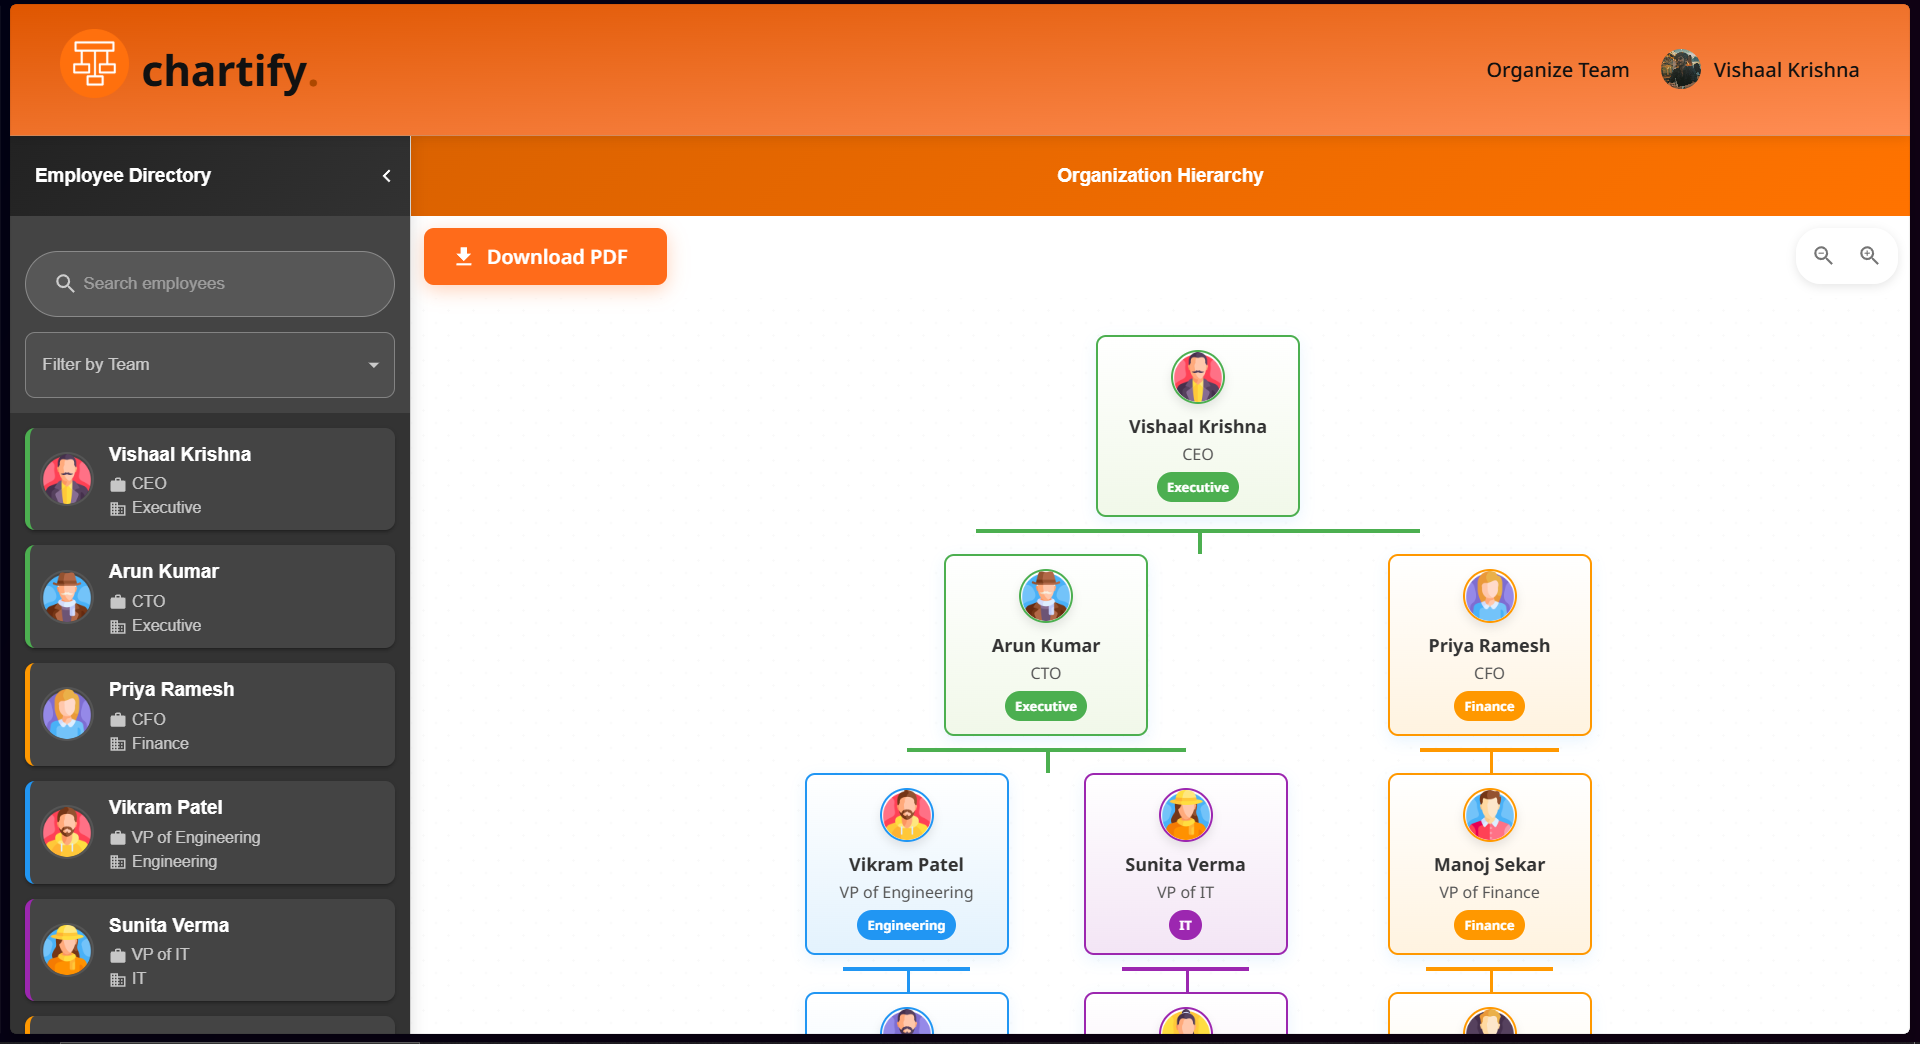 chartify.
Organize Team
Vishaal Krishna
Employee Directory
Organization Hierarchy
Search employees
Filter by Team
Vishaal Krishna
CEO
Executive
Arun Kumar
CTO
Executive
Priya Ramesh
CFO
Finance
Vikram Patel
VP of Engineering
Engineering
Sunita Verma
VP of IT
IT
Download PDF
Vishaal Krishna
CEO
Executive
Arun Kumar
CTO
Executive
Priya Ramesh
CFO
Finance
Vikram Patel
VP of Engineering
Engineering
Sunita Verma
VP of IT
IT
Manoj Sekar
VP of Finance
Finance